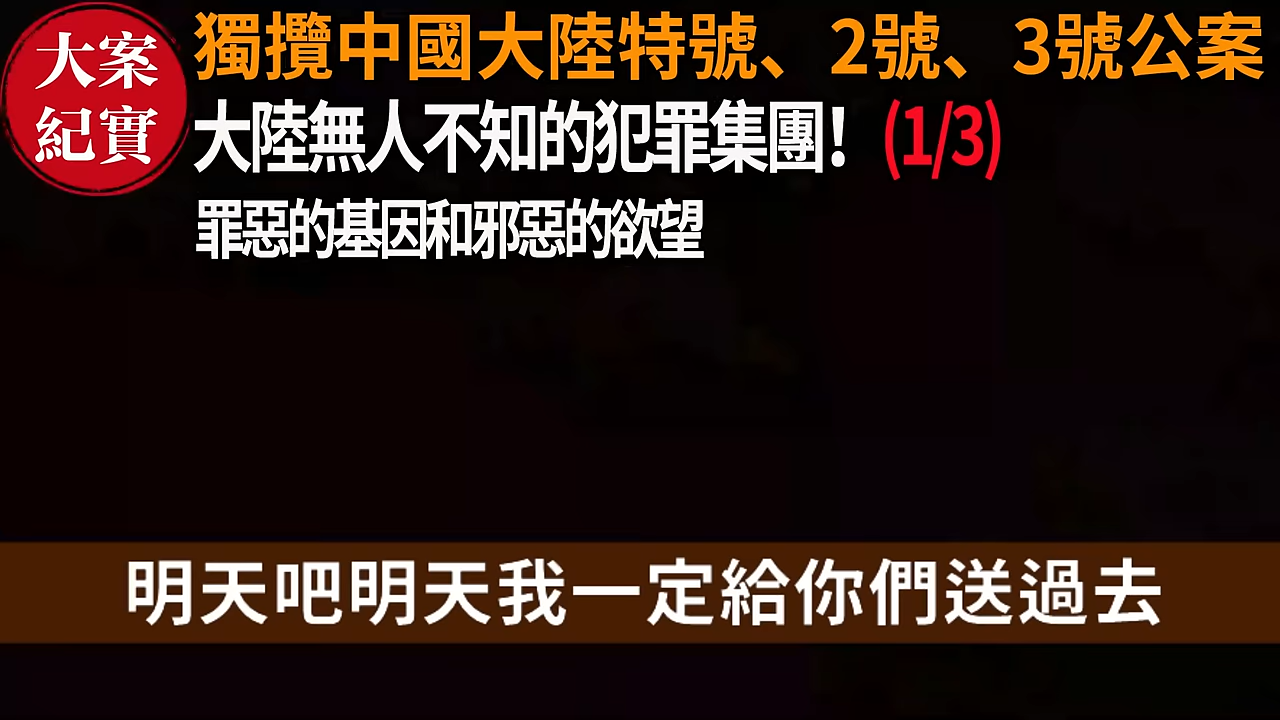 大案
紀實
獨攬中國大陸特號、2號、3號公案
大陸無人不知的犯罪集團！(1/3)
罪惡的基因和邪惡的欲望
明天吧明天我一定給你們送過去